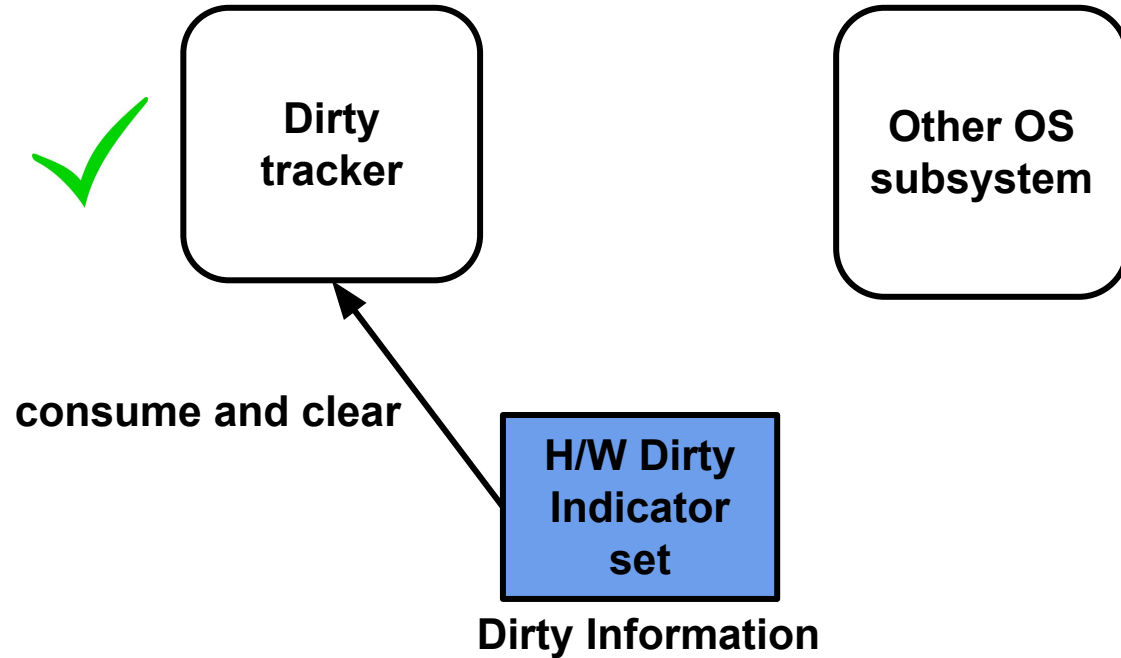 Dirty
tracker
Other OS
subsystem
consume and clear
H/W Dirty
Indicator
set
Dirty Information